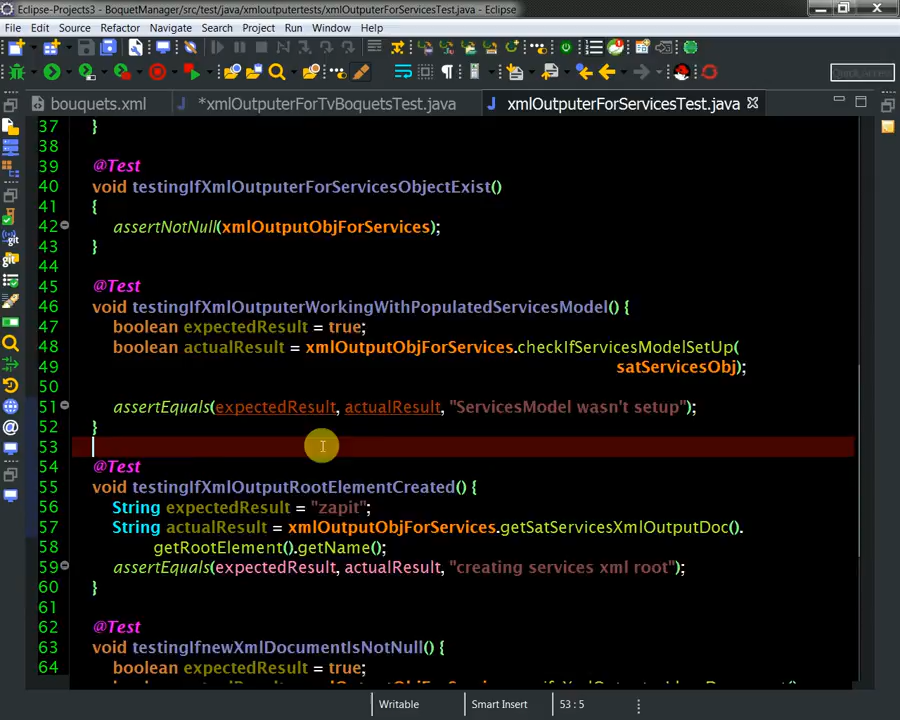 Eclipse-Projects3 - BoquetManager/src/test/java/xmloutputertests/xmlOutputerForServicesTest.java - Eclipse
File Edit Source Refactor Navigate Search Project Run Window Help
Quick Access
bouquets.xml *xmlOutputerForTvBoquetsTest.java xmlOutputerForServicesTest.java
37 }
38
39 @Test
40 void testingIfXmlOutputerForServicesObjectExist()
41 {
42 assertNotNull(xmlOutputObjForServices);
43 }
44
45 @Test
46 void testingIfXmlOutputerWorkingWithPopulatedServicesModel() {
47 boolean expectedResult = true;
48 boolean actualResult = xmlOutputObjForServices.checkIfServicesModelSetUp(
49 satServicesObj);
50
51 assertEquals(expectedResult, actualResult, "ServicesModel wasn't setup");
52 }
53
54 @Test
55 void testingIfXmlOutputRootElementCreated() {
56 String expectedResult = "zapit";
57 String actualResult = xmlOutputObjForServices.getSatServicesXmlOutputDoc().
58 getRootElement().getName();
59 assertEquals(expectedResult, actualResult, "creating services xml root");
60 }
61
62 @Test
63 void testingIfnewXmlDocumentIsNotNull() {
64 boolean expectedResult = true;
Writable Smart Insert 53 : 5